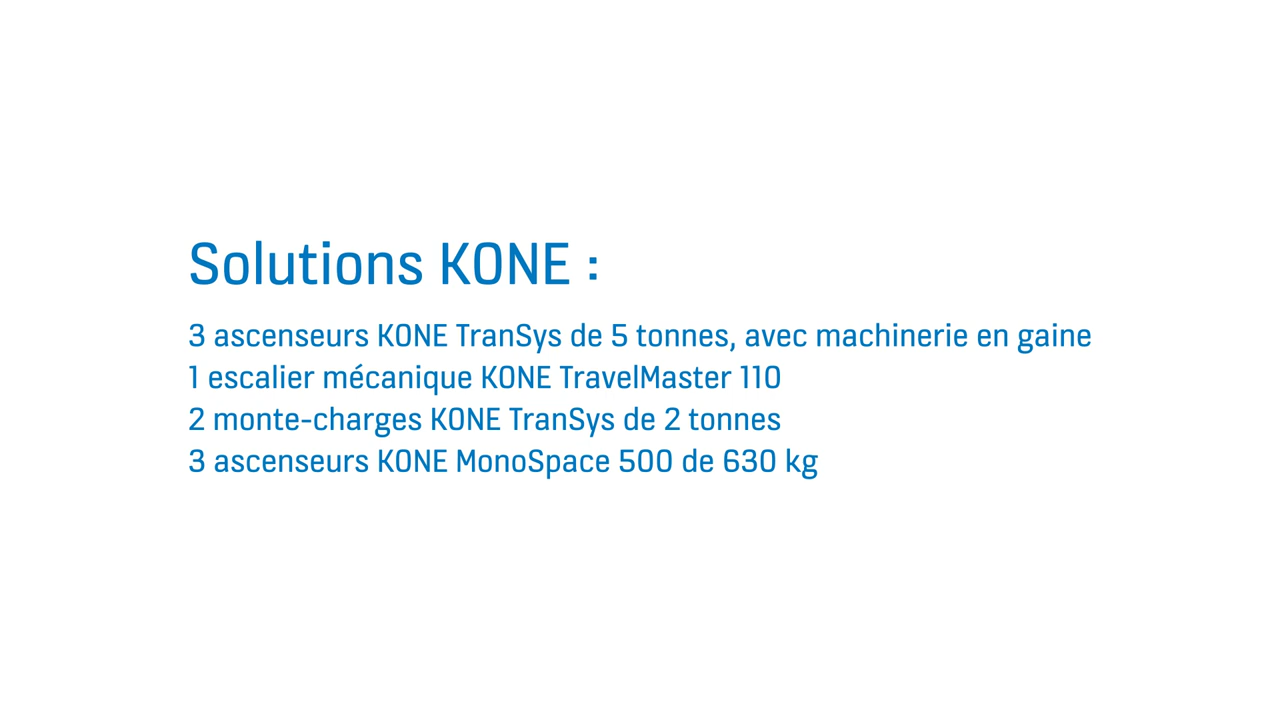 Solutions KONE :
3 ascenseurs KONE TranSys de 5 tonnes, avec machinerie en gaine
1 escalier mécanique KONE TravelMaster 110
2 monte-charges KONE TranSys de 2 tonnes
3 ascenseurs KONE MonoSpace 500 de 630 kg